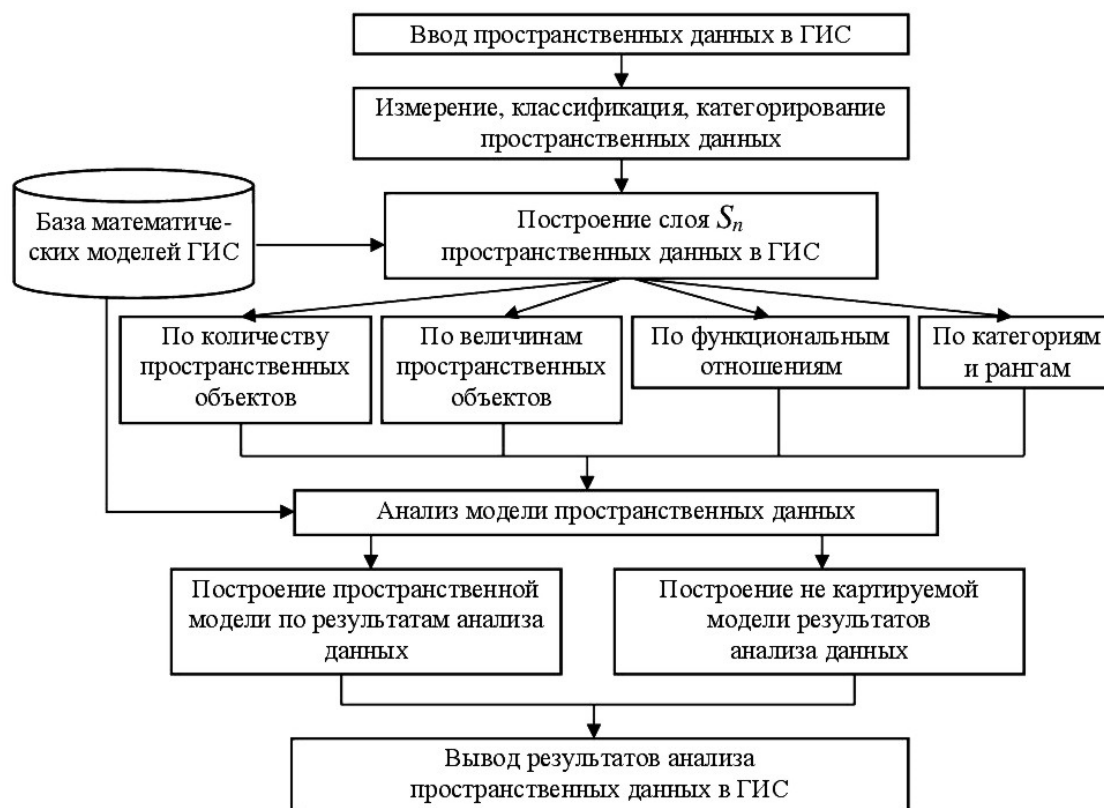 Ввод пространственных данных в ГИС
Измерение, классификация, категорирование
пространственных данных
База математиче-
ских моделей ГИС
Построение слоя Sn
пространственных данных в ГИС
По количеству
пространственных
объектов
По величинам
пространственных
объектов
По функциональным
отношениям
По категориям
и рангам
Анализ модели пространственных данных
Построение пространственной
модели по результатам анализа
данных
Построение не картируемой
модели результатов
анализа данных
Вывод результатов анализа
пространственных данных в ГИС